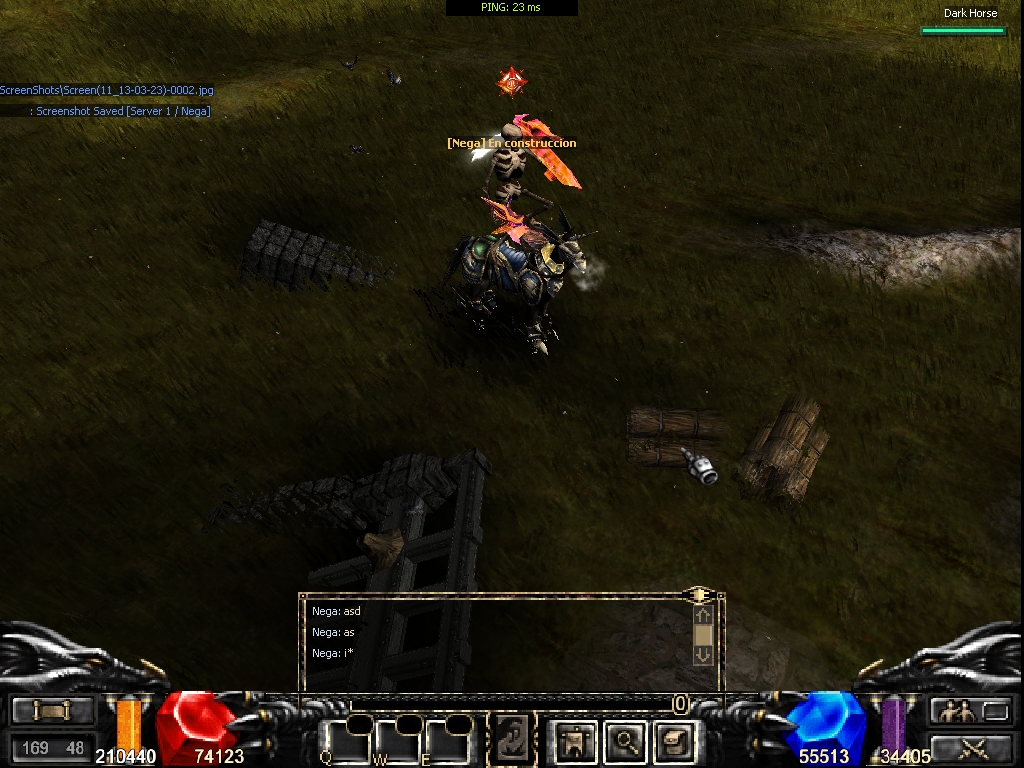 PING: 23 ms
Dark Horse
ScreenShots\Screen(11_13-03-23)-0002.jpg
: Screenshot Saved [Server 1 / Nega]
[Nega] En construccion
Nega: asd
Nega: as
Nega: i*
0
Q W E
169 48 210440 74123 55513 34405